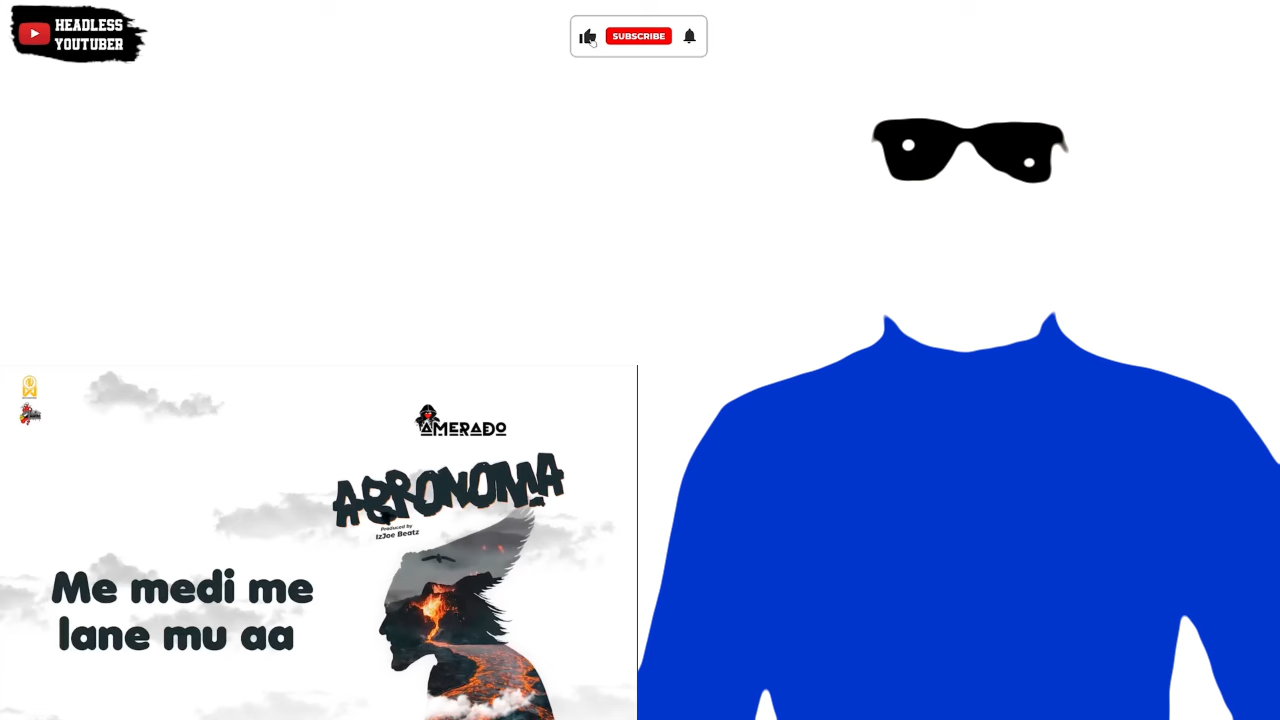 HEADLESS
YOUTUBER
SUBSCRIBE
AMERADO
ABRONOMA
Produced by
IzJoe Beatz
Me medi me
lane mu aa